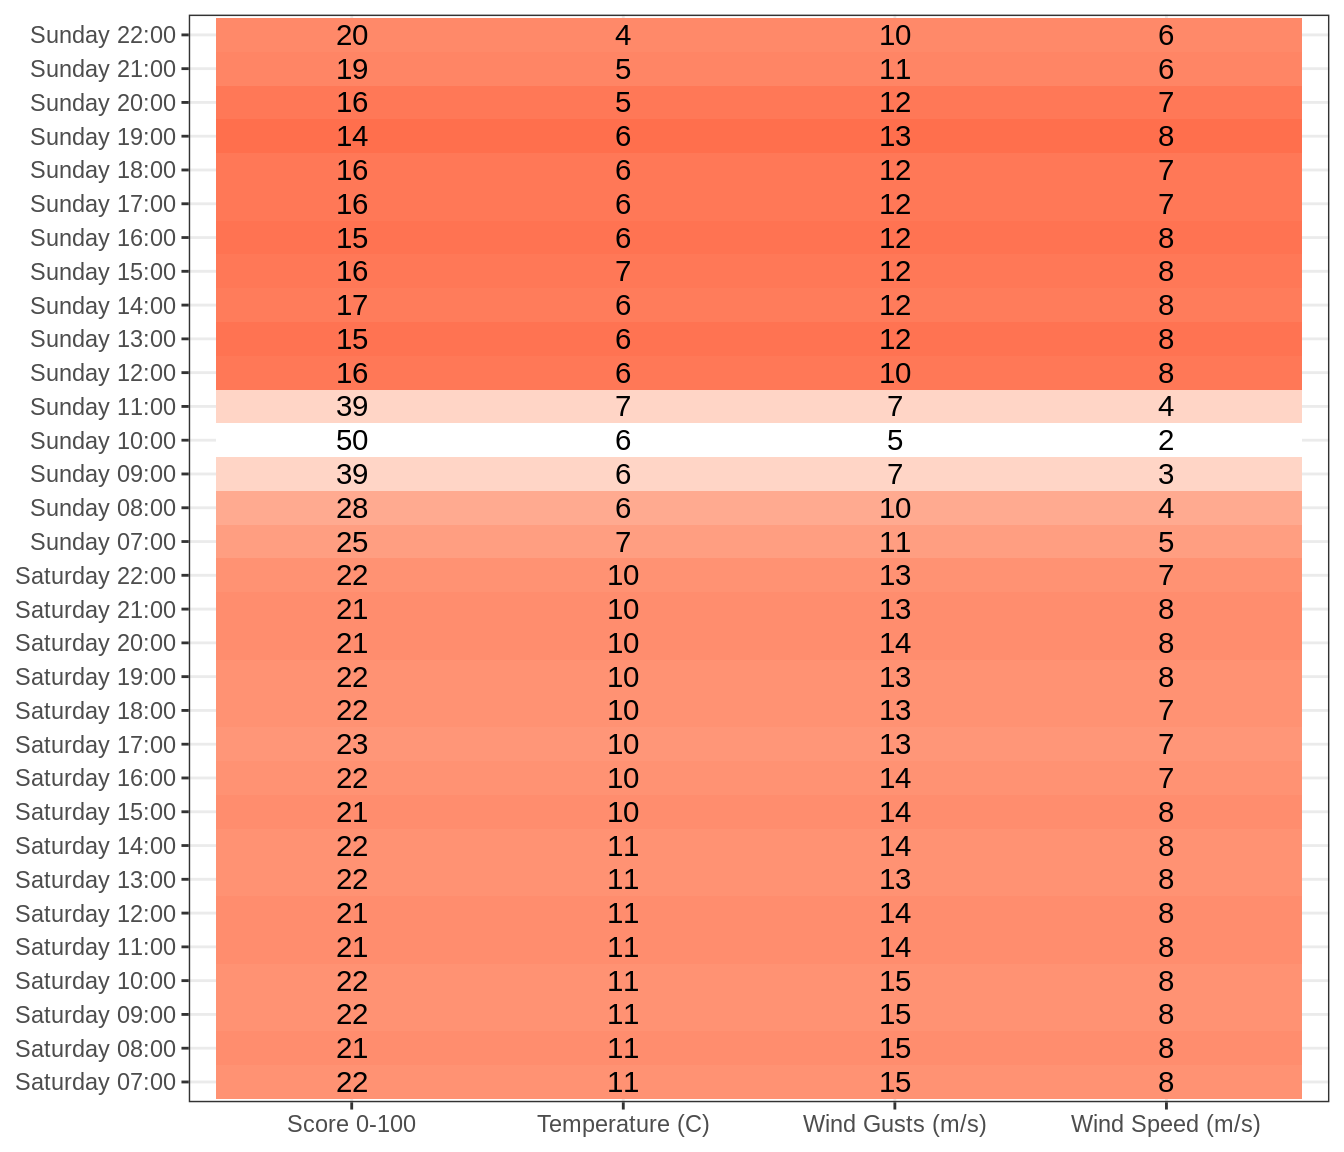 Sunday 22:00 20 4 10 6
Sunday 21:00 19 5 11 6
Sunday 20:00 16 5 12 7
Sunday 19:00 14 6 13 8
Sunday 18:00 16 6 12 7
Sunday 17:00 16 6 12 7
Sunday 16:00 15 6 12 8
Sunday 15:00 16 7 12 8
Sunday 14:00 17 6 12 8
Sunday 13:00 15 6 12 8
Sunday 12:00 16 6 10 8
Sunday 11:00 39 7 7 4
Sunday 10:00 50 6 5 2
Sunday 09:00 39 6 7 3
Sunday 08:00 28 6 10 4
Sunday 07:00 25 7 11 5
Saturday 22:00 22 10 13 7
Saturday 21:00 21 10 13 8
Saturday 20:00 21 10 14 8
Saturday 19:00 22 10 13 8
Saturday 18:00 22 10 13 7
Saturday 17:00 23 10 13 7
Saturday 16:00 22 10 14 7
Saturday 15:00 21 10 14 8
Saturday 14:00 22 11 14 8
Saturday 13:00 22 11 13 8
Saturday 12:00 21 11 14 8
Saturday 11:00 21 11 14 8
Saturday 10:00 22 11 15 8
Saturday 09:00 22 11 15 8
Saturday 08:00 21 11 15 8
Saturday 07:00 22 11 15 8
Score 0-100 Temperature (C) Wind Gusts (m/s) Wind Speed (m/s)